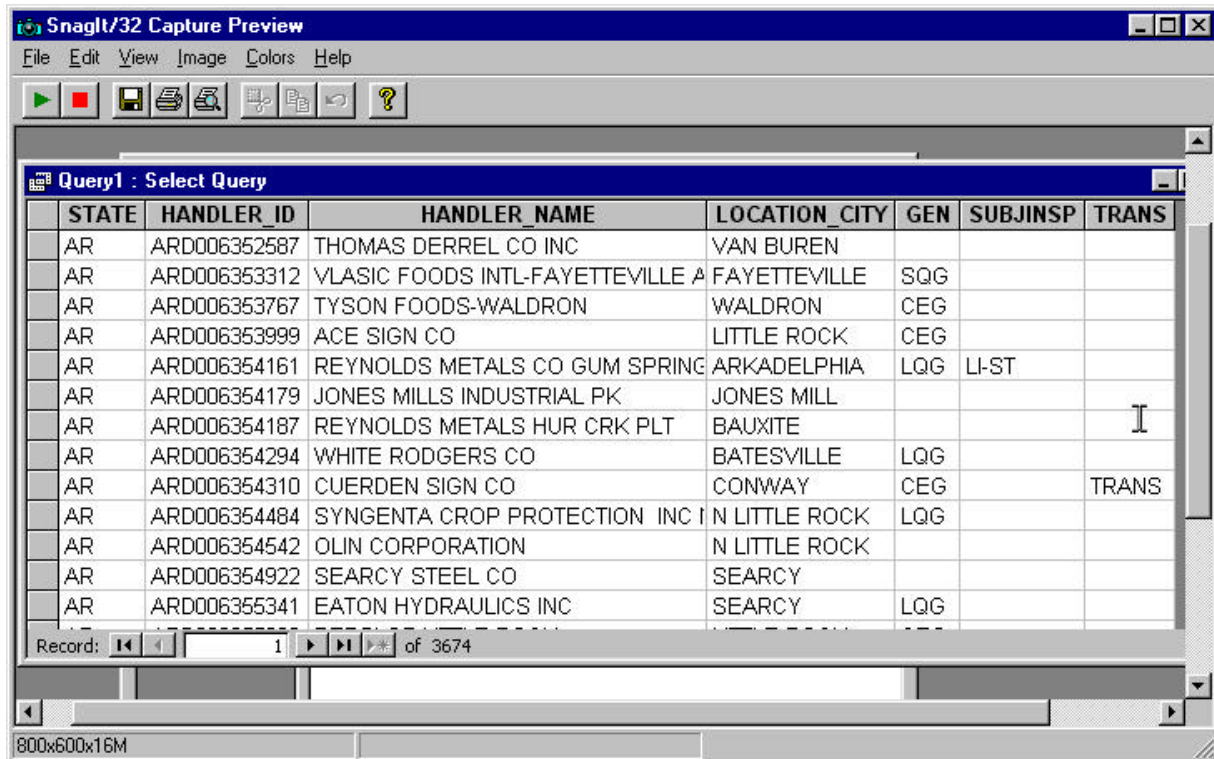 SnagIt/32 Capture Preview
File Edit View Image Colors Help
Query1 : Select Query
STATE HANDLER_ID HANDLER_NAME LOCATION_CITY GEN SUBJINSP TRANS
AR ARD006352587 THOMAS DERREL CO INC VAN BUREN
AR ARD006353312 VLASIC FOODS INTL-FAYETTEVILLE A FAYETTEVILLE SQG
AR ARD006353767 TYSON FOODS-WALDRON WALDRON CEG
AR ARD006353999 ACE SIGN CO LITTLE ROCK CEG
AR ARD006354161 REYNOLDS METALS CO GUM SPRING ARKADELPHIA LQG LI-ST
AR ARD006354179 JONES MILLS INDUSTRIAL PK JONES MILL
AR ARD006354187 REYNOLDS METALS HUR CRK PLT BAUXITE
AR ARD006354294 WHITE RODGERS CO BATESVILLE LQG
AR ARD006354310 CUERDEN SIGN CO CONWAY CEG TRANS
AR ARD006354484 SYNGENTA CROP PROTECTION INC N LITTLE ROCK LQG
AR ARD006354542 OLIN CORPORATION N LITTLE ROCK
AR ARD006354922 SEARCY STEEL CO SEARCY
AR ARD006355341 EATON HYDRAULICS INC SEARCY LQG
Record: 1 of 3674
800x600x16M